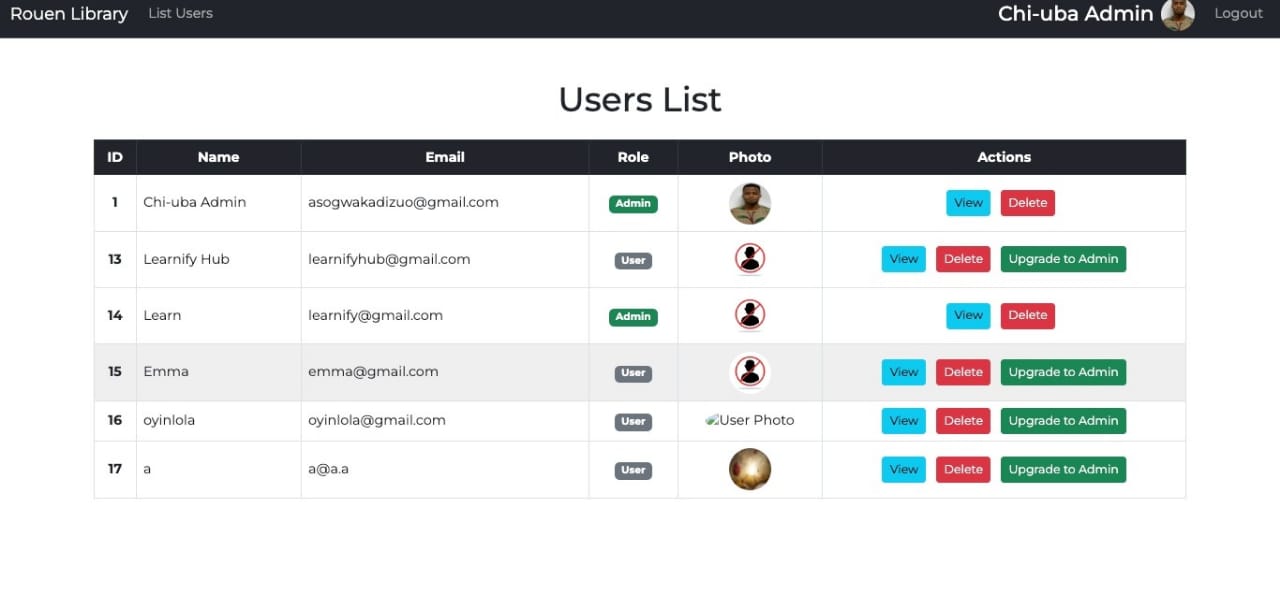 Rouen Library List Users Chi-uba Admin Logout
Users List
ID Name Email Role Photo Actions
1 Chi-uba Admin asogwakadizuo@gmail.com Admin View Delete
13 Learnify Hub learnifyhub@gmail.com User View Delete Upgrade to Admin
14 Learn learnify@gmail.com Admin View Delete
15 Emma emma@gmail.com User View Delete Upgrade to Admin
16 oyinlola oyinlola@gmail.com User User Photo View Delete Upgrade to Admin
17 a a@a.a User View Delete Upgrade to Admin